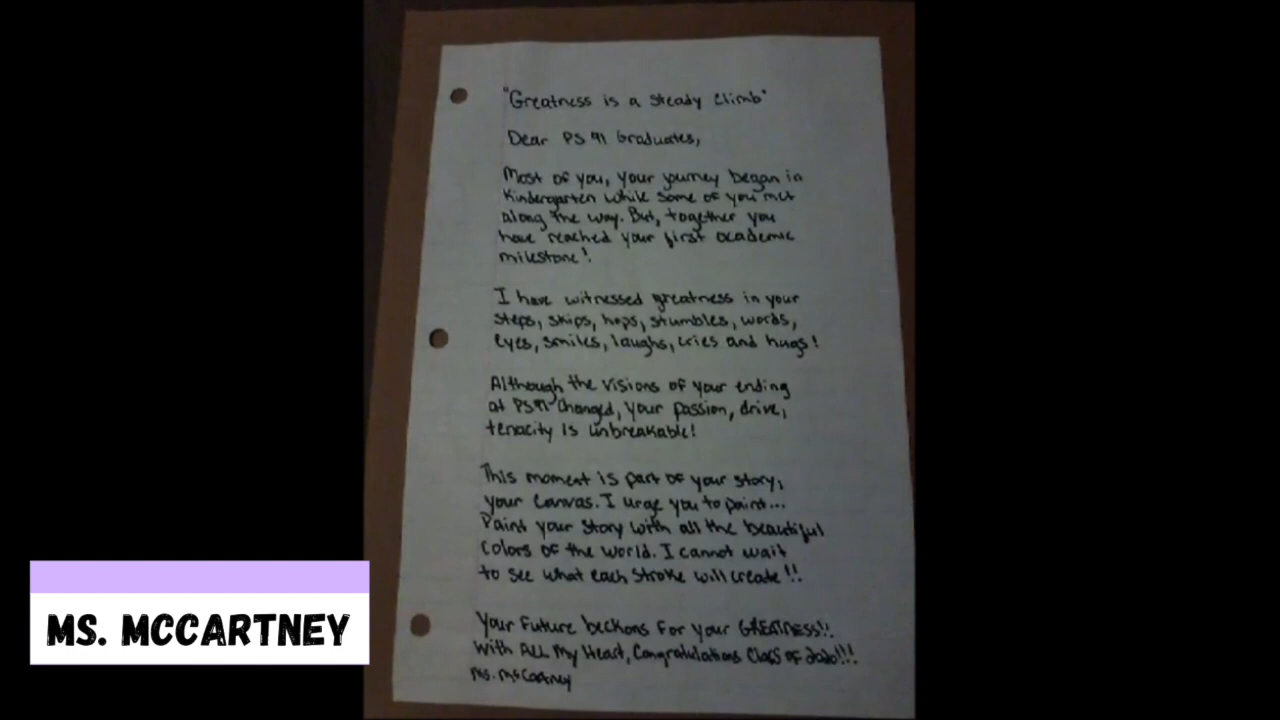 "Greatness is a steady climb"
Dear PS 91 Graduates,
Most of you, your journey began in
Kindergarten while some of you met
along the way. But, together you
have reached your first academic
milestone!
I have witnessed greatness in your
steps, skips, hops, stumbles, words,
eyes, smiles, laughs, cries and hugs!
Although the visions of your ending
at PS 91 changed, your passion, drive,
tenacity is unbreakable!
This moment is part of your story,
your canvas. I urge you to paint...
Paint your story with all the beautiful
colors of the world. I cannot wait
to see what each stroke will create!!
Your future beckons for your GREATNESS!!
With ALL My Heart, Congratulations Class of 2020!!!
Ms. McCartney
MS. MCCARTNEY